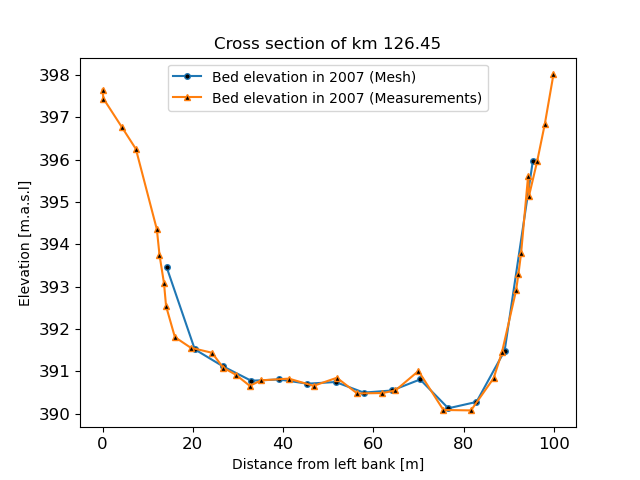 Cross section of km 126.45
Bed elevation in 2007 (Mesh)
Bed elevation in 2007 (Measurements)
398
397
396
395
394
393
392
391
390
Elevation [m.a.s.l]
0 20 40 60 80 100
Distance from left bank [m]